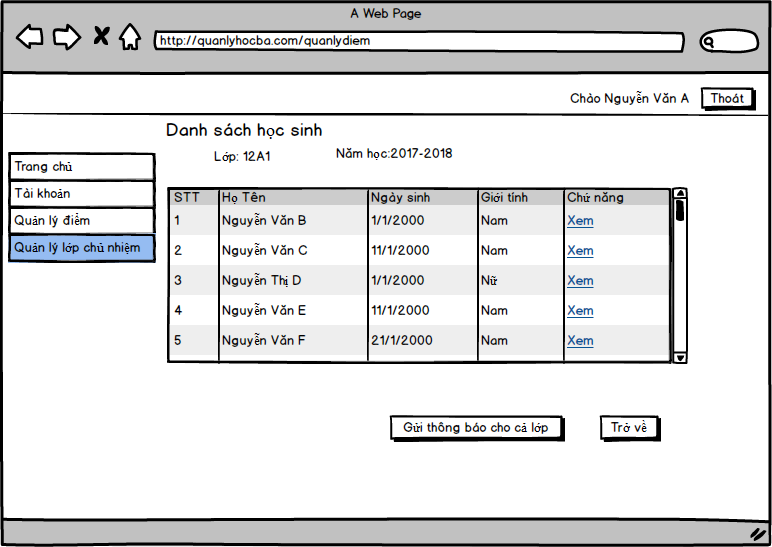 A Web Page
http://quanlyhocba.com/quanlydiem
Chào Nguyễn Văn A Thoát
Danh sách học sinh
Lớp: 12A1 Năm học:2017-2018
Trang chủ
Tài khoản
Quản lý điểm
Quản lý lớp chủ nhiệm
STT Họ Tên Ngày sinh Giới tính Chứ năng
1 Nguyễn Văn B 1/1/2000 Nam Xem
2 Nguyễn Văn C 11/1/2000 Nam Xem
3 Nguyễn Thị D 1/1/2000 Nữ Xem
4 Nguyễn Văn E 11/1/2000 Nam Xem
5 Nguyễn Văn F 21/1/2000 Nam Xem
Gửi thông báo cho cả lớp Trở về